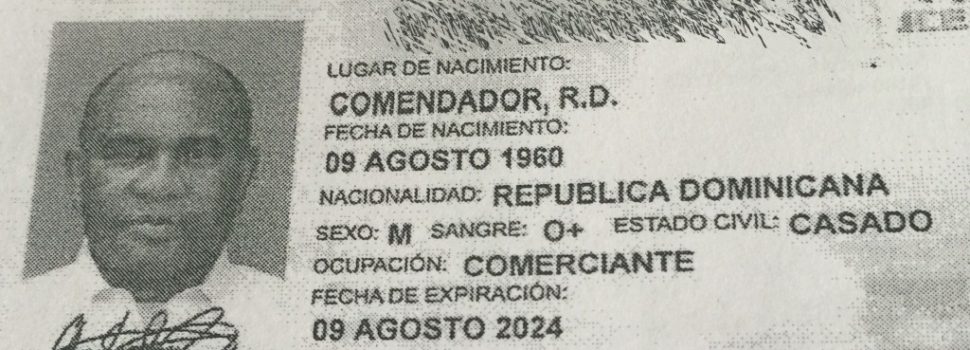 LUGAR DE NACIMIENTO:
COMENDADOR, R.D.
FECHA DE NACIMIENTO:
09 AGOSTO 1960
NACIONALIDAD: REPUBLICA DOMINICANA
SEXO: M SANGRE: O+ ESTADO CIVIL: CASADO
OCUPACIÓN: COMERCIANTE
FECHA DE EXPIRACIÓN:
09 AGOSTO 2024